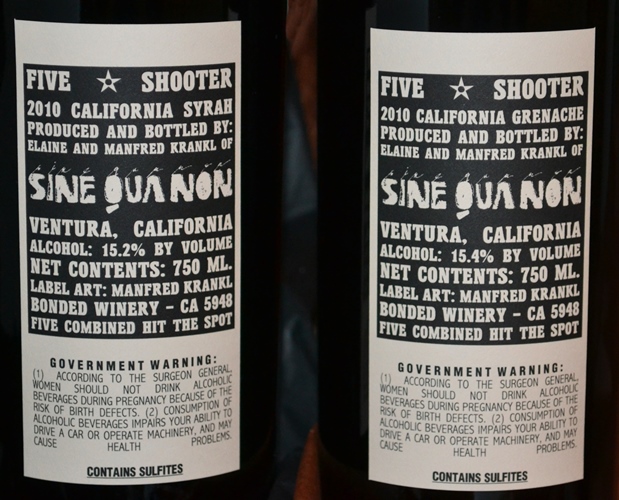 FIVE SHOOTER
2010 CALIFORNIA SYRAH
PRODUCED AND BOTTLED BY:
ELAINE AND MANFRED KRANKL OF
SINE QUA NON
VENTURA, CALIFORNIA
ALCOHOL: 15.2% BY VOLUME
NET CONTENTS: 750 ML.
LABEL ART: MANFRED KRANKL
BONDED WINERY - CA 5948
FIVE COMBINED HIT THE SPOT
GOVERNMENT WARNING:
(1) ACCORDING TO THE SURGEON GENERAL,
WOMEN SHOULD NOT DRINK ALCOHOLIC
BEVERAGES DURING PREGNANCY BECAUSE OF THE
RISK OF BIRTH DEFECTS. (2) CONSUMPTION OF
ALCOHOLIC BEVERAGES IMPAIRS YOUR ABILITY TO
DRIVE A CAR OR OPERATE MACHINERY, AND MAY
CAUSE HEALTH PROBLEMS.
CONTAINS SULFITES
FIVE SHOOTER
2010 CALIFORNIA GRENACHE
PRODUCED AND BOTTLED BY:
ELAINE AND MANFRED KRANKL OF
SINE QUA NON
VENTURA, CALIFORNIA
ALCOHOL: 15.4% BY VOLUME
NET CONTENTS: 750 ML.
LABEL ART: MANFRED KRANKL
BONDED WINERY - CA 5948
FIVE COMBINED HIT THE SPOT
GOVERNMENT WARNING:
(1) ACCORDING TO THE SURGEON GENERAL,
WOMEN SHOULD NOT DRINK ALCOHOLIC
BEVERAGES DURING PREGNANCY BECAUSE OF THE
RISK OF BIRTH DEFECTS. (2) CONSUMPTION OF
ALCOHOLIC BEVERAGES IMPAIRS YOUR ABILITY TO
DRIVE A CAR OR OPERATE MACHINERY, AND MAY
CAUSE HEALTH PROBLEMS.
CONTAINS SULFITES